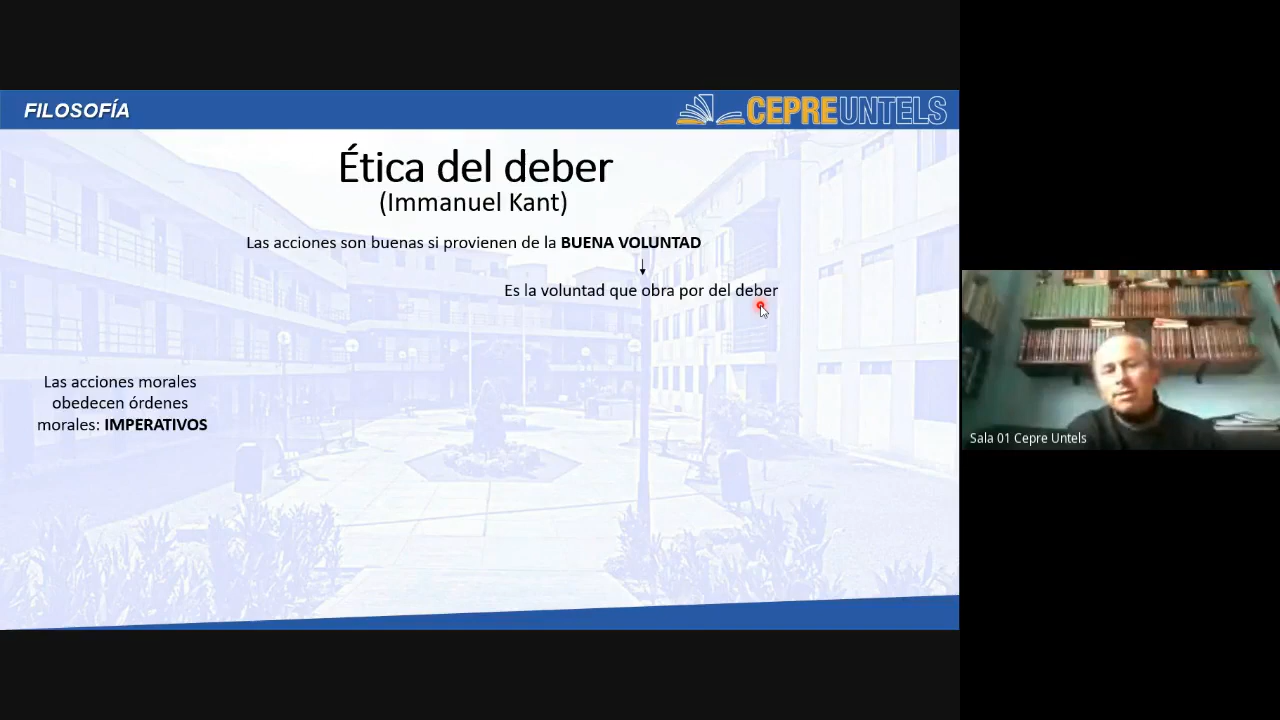 FILOSOFÍA
CEPREUNTELS
Ética del deber
(Immanuel Kant)
Las acciones son buenas si provienen de la BUENA VOLUNTAD
Es la voluntad que obra por del deber
Las acciones morales
obedecen órdenes
morales: IMPERATIVOS
Sala 01 Cepre Untels